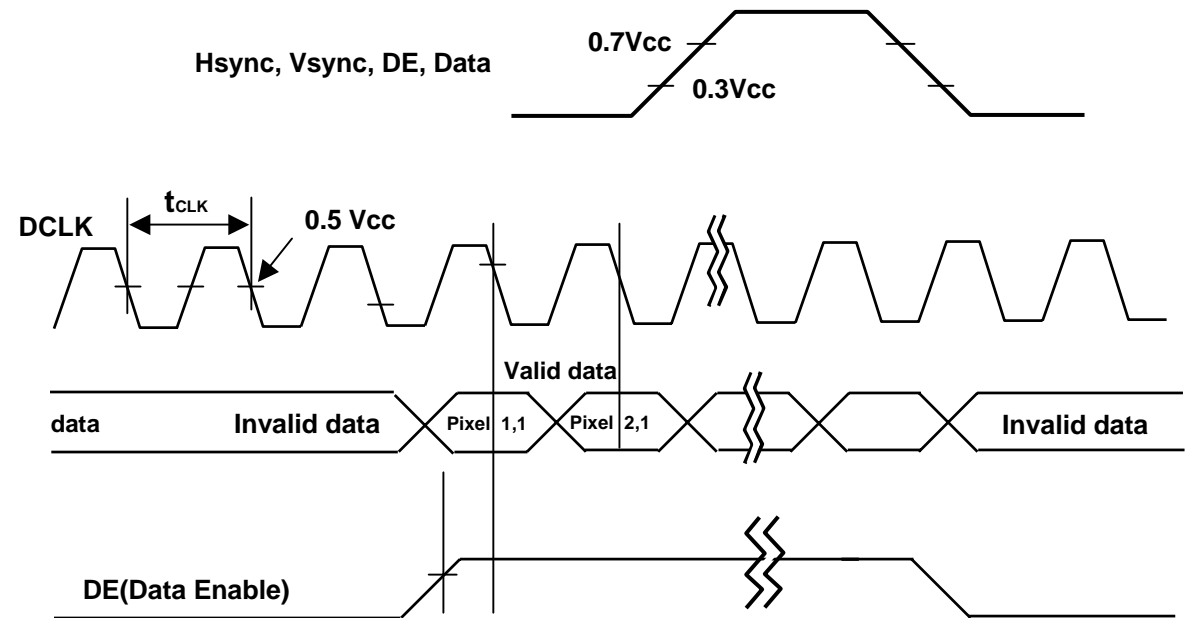 0.7Vcc
Hsync, Vsync, DE, Data
0.3Vcc
tCLK
DCLK
0.5 Vcc
Valid data
data
Invalid data
Pixel 1,1
Pixel 2,1
Invalid data
DE(Data Enable)